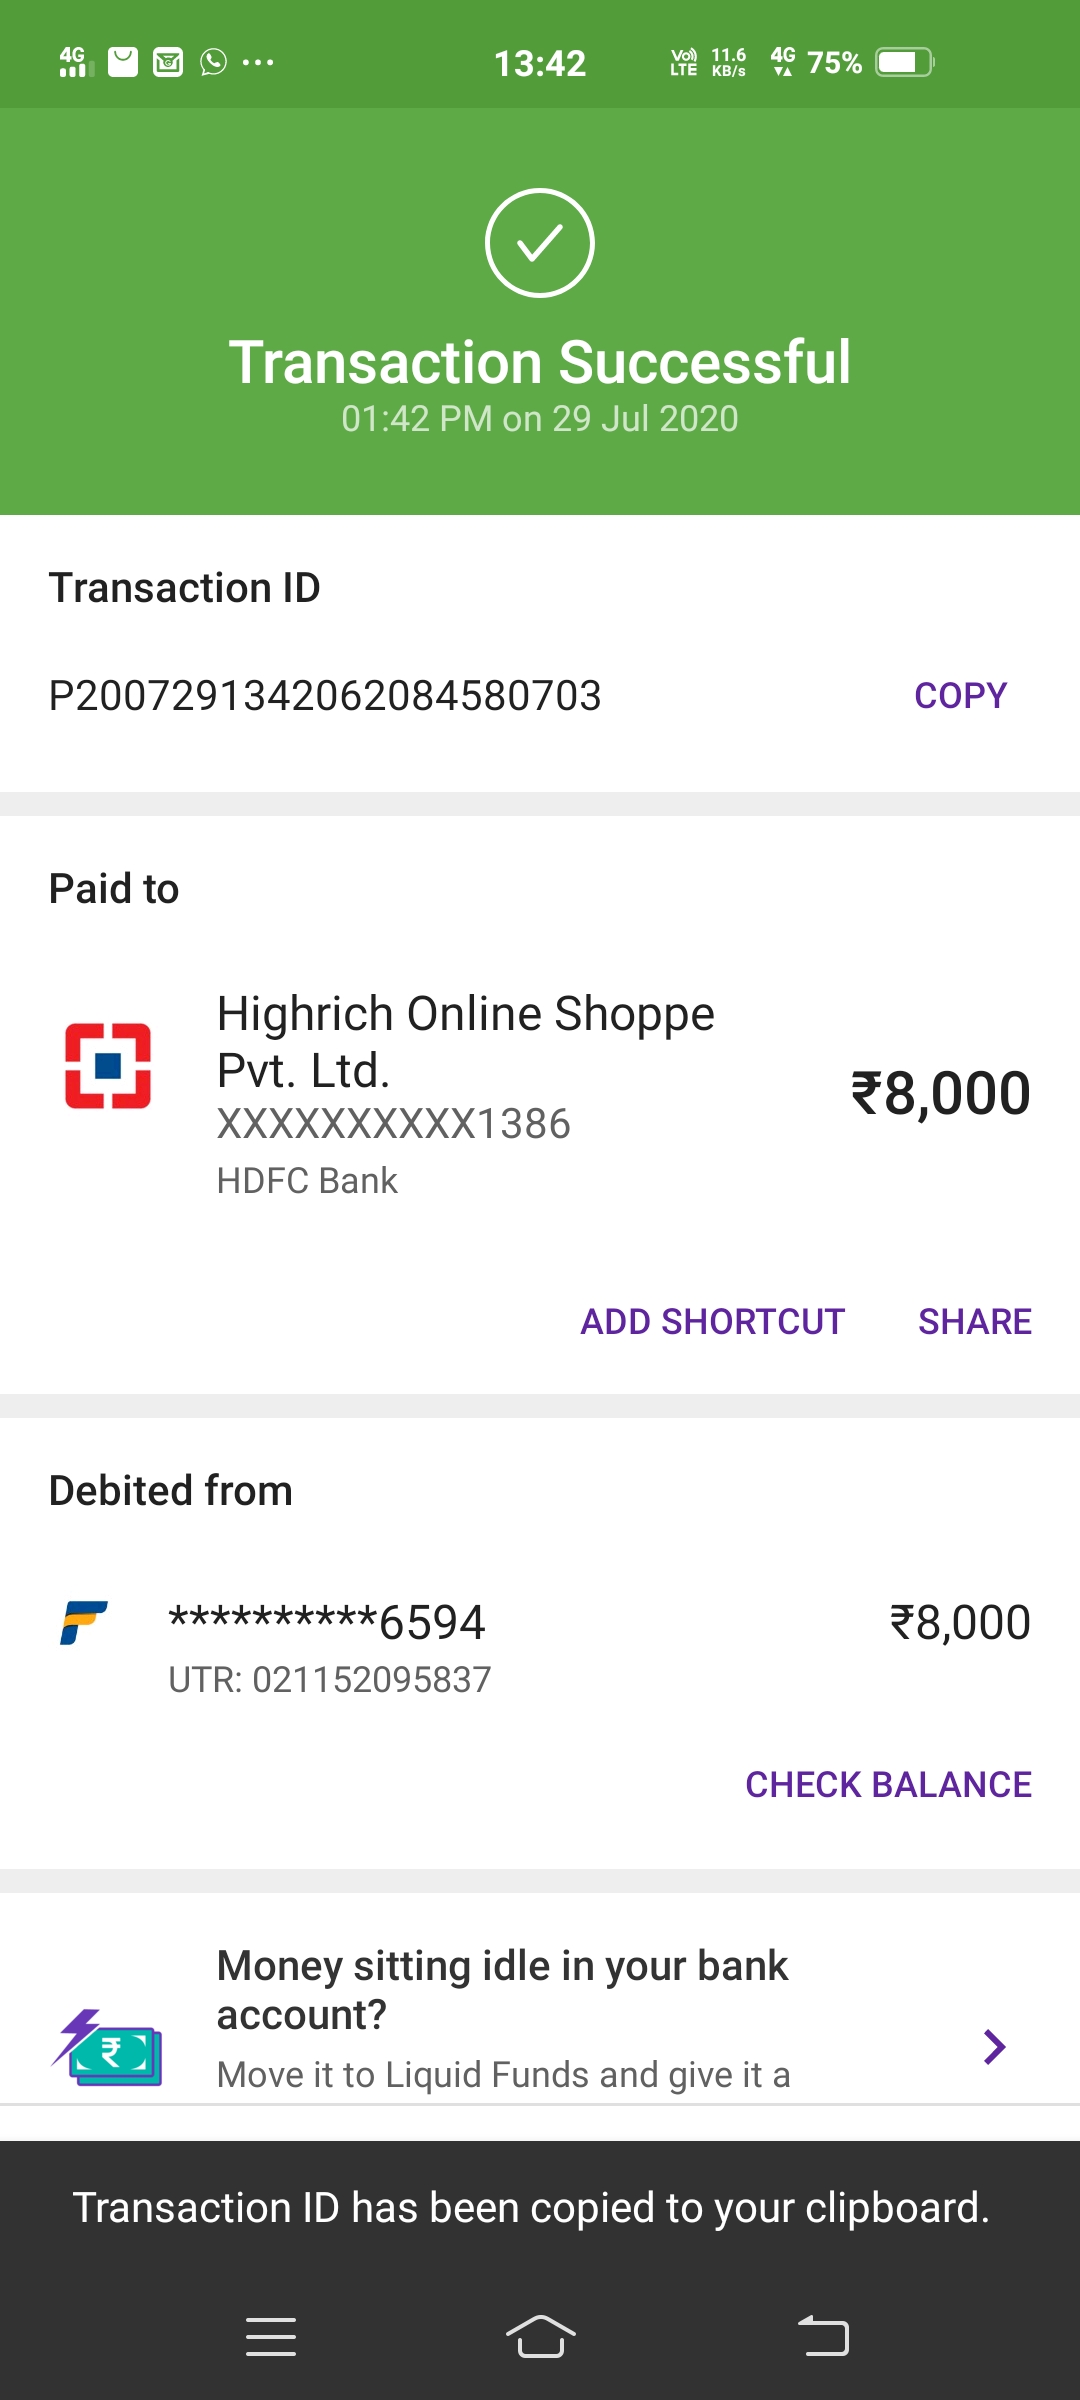 4G
13:42
Vo)) LTE
11.6 KB/s
4G
75%
Transaction Successful
01:42 PM on 29 Jul 2020
Transaction ID
P2007291342062084580703
COPY
Paid to
Highrich Online Shoppe
Pvt. Ltd.
₹8,000
XXXXXXXXXX1386
HDFC Bank
ADD SHORTCUT
SHARE
Debited from
**********6594
₹8,000
UTR: 021152095837
CHECK BALANCE
Money sitting idle in your bank
account?
₹
Move it to Liquid Funds and give it a
Transaction ID has been copied to your clipboard.